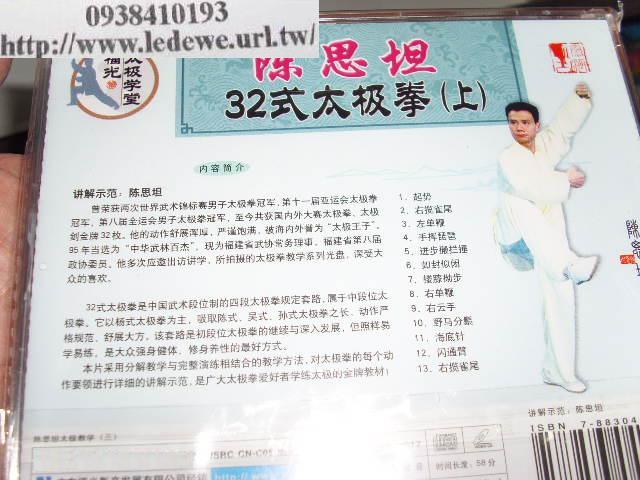 0938410193
http://www.ledewe.url.tw/
太极学堂
福光
陈思坦
32式太极拳(上)
内容简介
讲解示范：陈思坦
曾荣获两次世界武术锦标赛男子太极拳冠军，第十一届亚运会太极拳
冠军，第八届全运会男子太极拳冠军，至今共获国内外大赛太极拳、太极
剑金牌32枚。他的动作舒展浑厚，严谨饱满，被海内外誉为“太极王子”。
95年当选为“中华武林百杰”，现为福建省武协常务理事，福建省第八届
政协委员。他多次应邀出访讲学，所拍摄的太极拳教学系列光盘，深受大
众的喜欢。
32式太极拳是中国武术段位制的四段太极拳规定套路，属于中段位太
极拳。它以杨式太极拳为主，吸取陈式、吴式、孙式太极拳之长，动作严
格规范、舒展大方。该套路是初段位太极拳的继续与深入发展，但照样易
学易练，是大众强身健体、修身养性的最好方式。
本片采用分解教学与完整演练相结合的教学方法，对太极拳的每个动
作要领进行详细的讲解示范，是广大太极拳爱好者学练太极的金牌教材！
1. 起势
2. 右揽雀尾
3. 左单鞭
4. 手挥琵琶
5. 进步搬拦捶
6. 如封似闭
7. 搂膝拗步
8. 右单鞭
9. 右云手
10. 野马分鬃
11. 海底针
12. 闪通臂
13. 右揽雀尾
讲解示范：陈思坦
陈思坦太极教学（三）
ISBN 7-88304
ISRC CN-C05
时间长度：58分
http://www